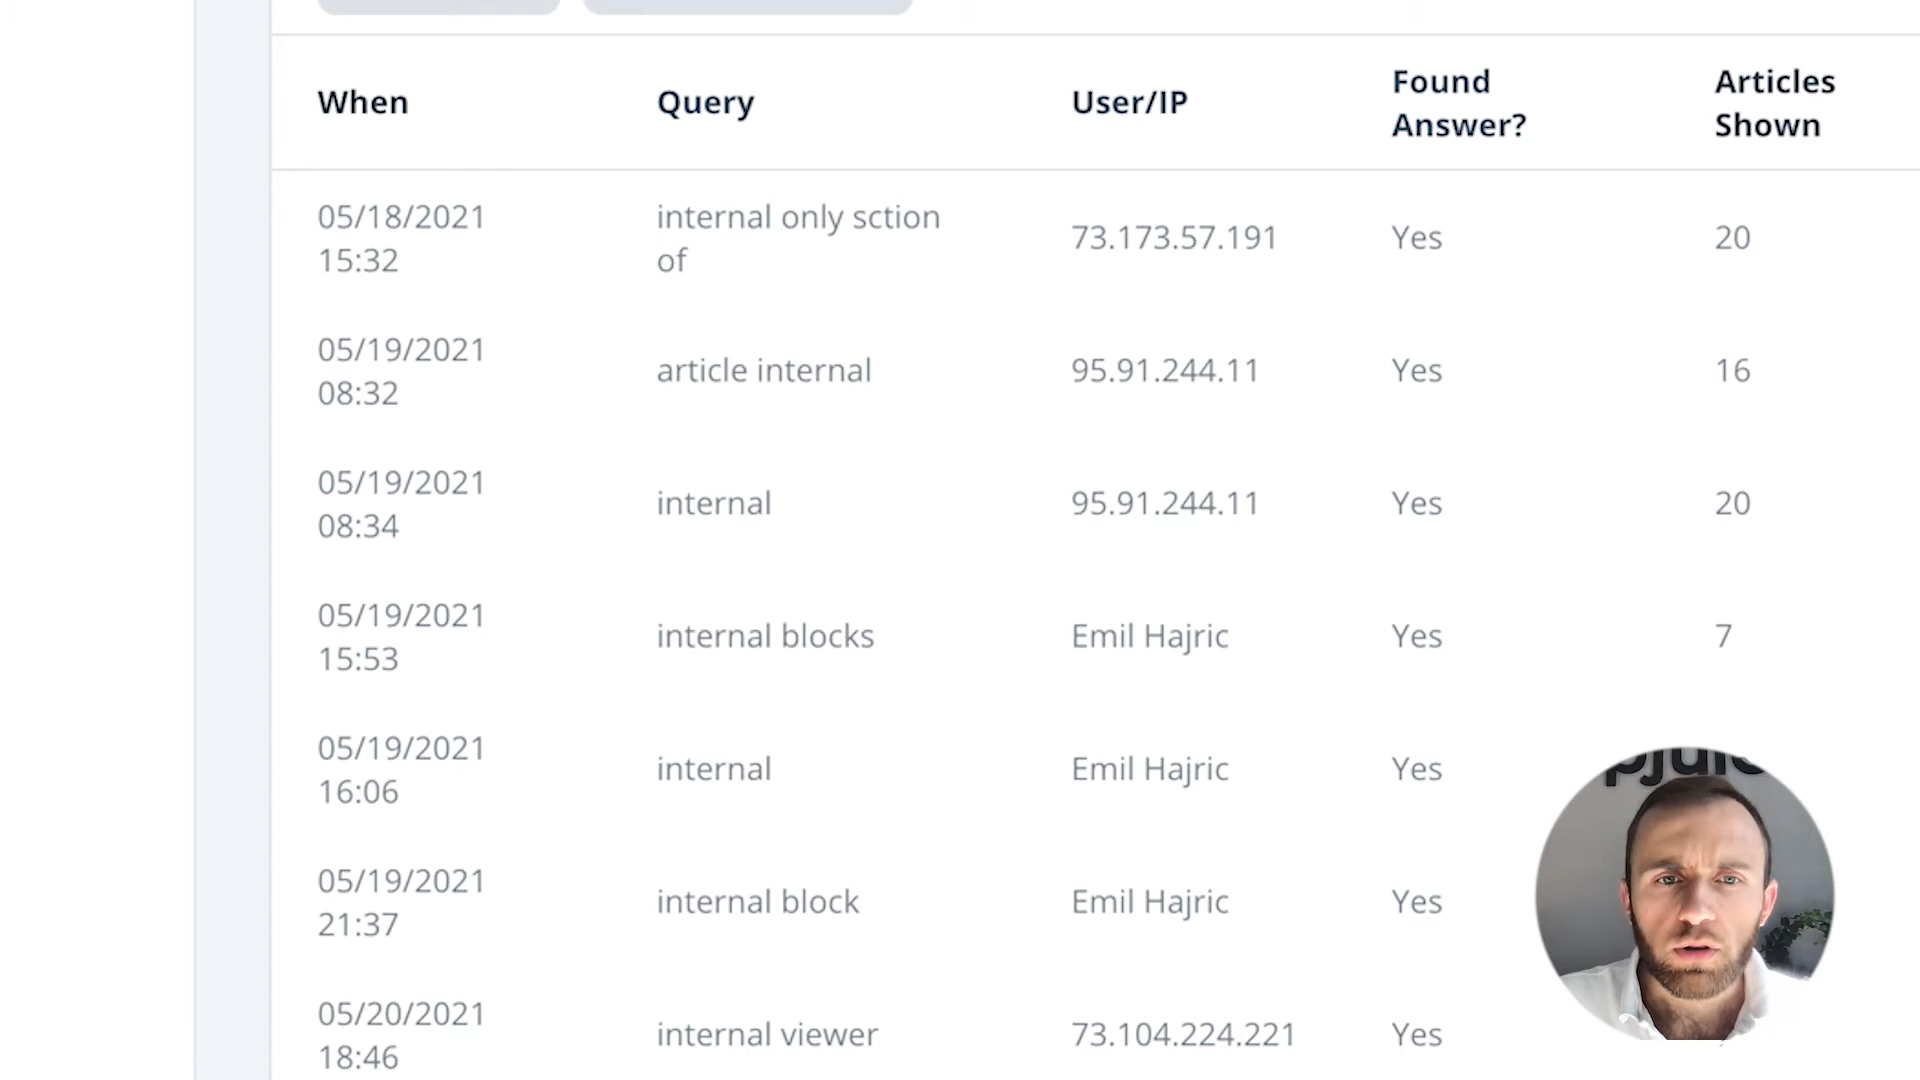 When Query User/IP Found Answer? Articles Shown
05/18/2021 15:32 internal only sction of 73.173.57.191 Yes 20
05/19/2021 08:32 article internal 95.91.244.11 Yes 16
05/19/2021 08:34 internal 95.91.244.11 Yes 20
05/19/2021 15:53 internal blocks Emil Hajric Yes 7
05/19/2021 16:06 internal Emil Hajric Yes
05/19/2021 21:37 internal block Emil Hajric Yes
05/20/2021 18:46 internal viewer 73.104.224.221 Yes